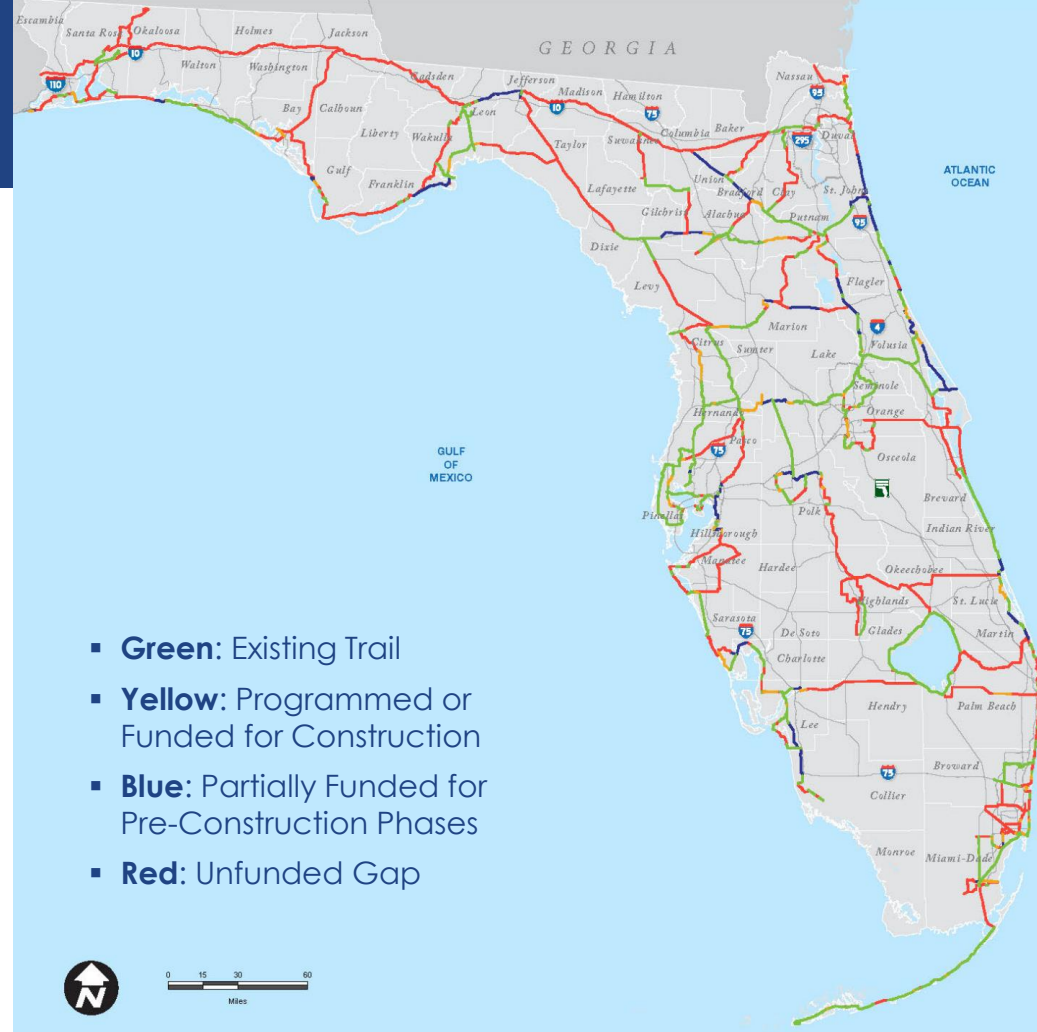 GEORGIA
Escambia
Santa Rosa
Okaloosa
Holmes
Jackson
10
110
Walton
Washington
Bay
Calhoun
Liberty
Gulf
Franklin
Wakulla
Gadsden
Leon
Jefferson
Madison
Hamilton
10
75
Taylor
Suwannee
Columbia
Baker
Nassau
95
295
Duval
Lafayette
Union
Bradford
Clay
St. Johns
Gilchrist
Alachua
Putnam
95
Dixie
ATLANTIC
OCEAN
Levy
Flagler
Marion
4
Volusia
Citrus
Sumter
Lake
Seminole
Orange
Hernando
75
Pasco
Osceola
GULF
OF
MEXICO
Pinellas
Polk
Brevard
Hillsborough
Indian River
Manatee
Hardee
Okeechobee
Highlands
St. Lucie
Sarasota
75
De Soto
Glades
Martin
Charlotte
Lee
Hendry
Palm Beach
75
Broward
Collier
Monroe
Miami-Dade
▪ Green: Existing Trail
▪ Yellow: Programmed or
Funded for Construction
▪ Blue: Partially Funded for
Pre-Construction Phases
▪ Red: Unfunded Gap
N
0 15 30 60
Miles